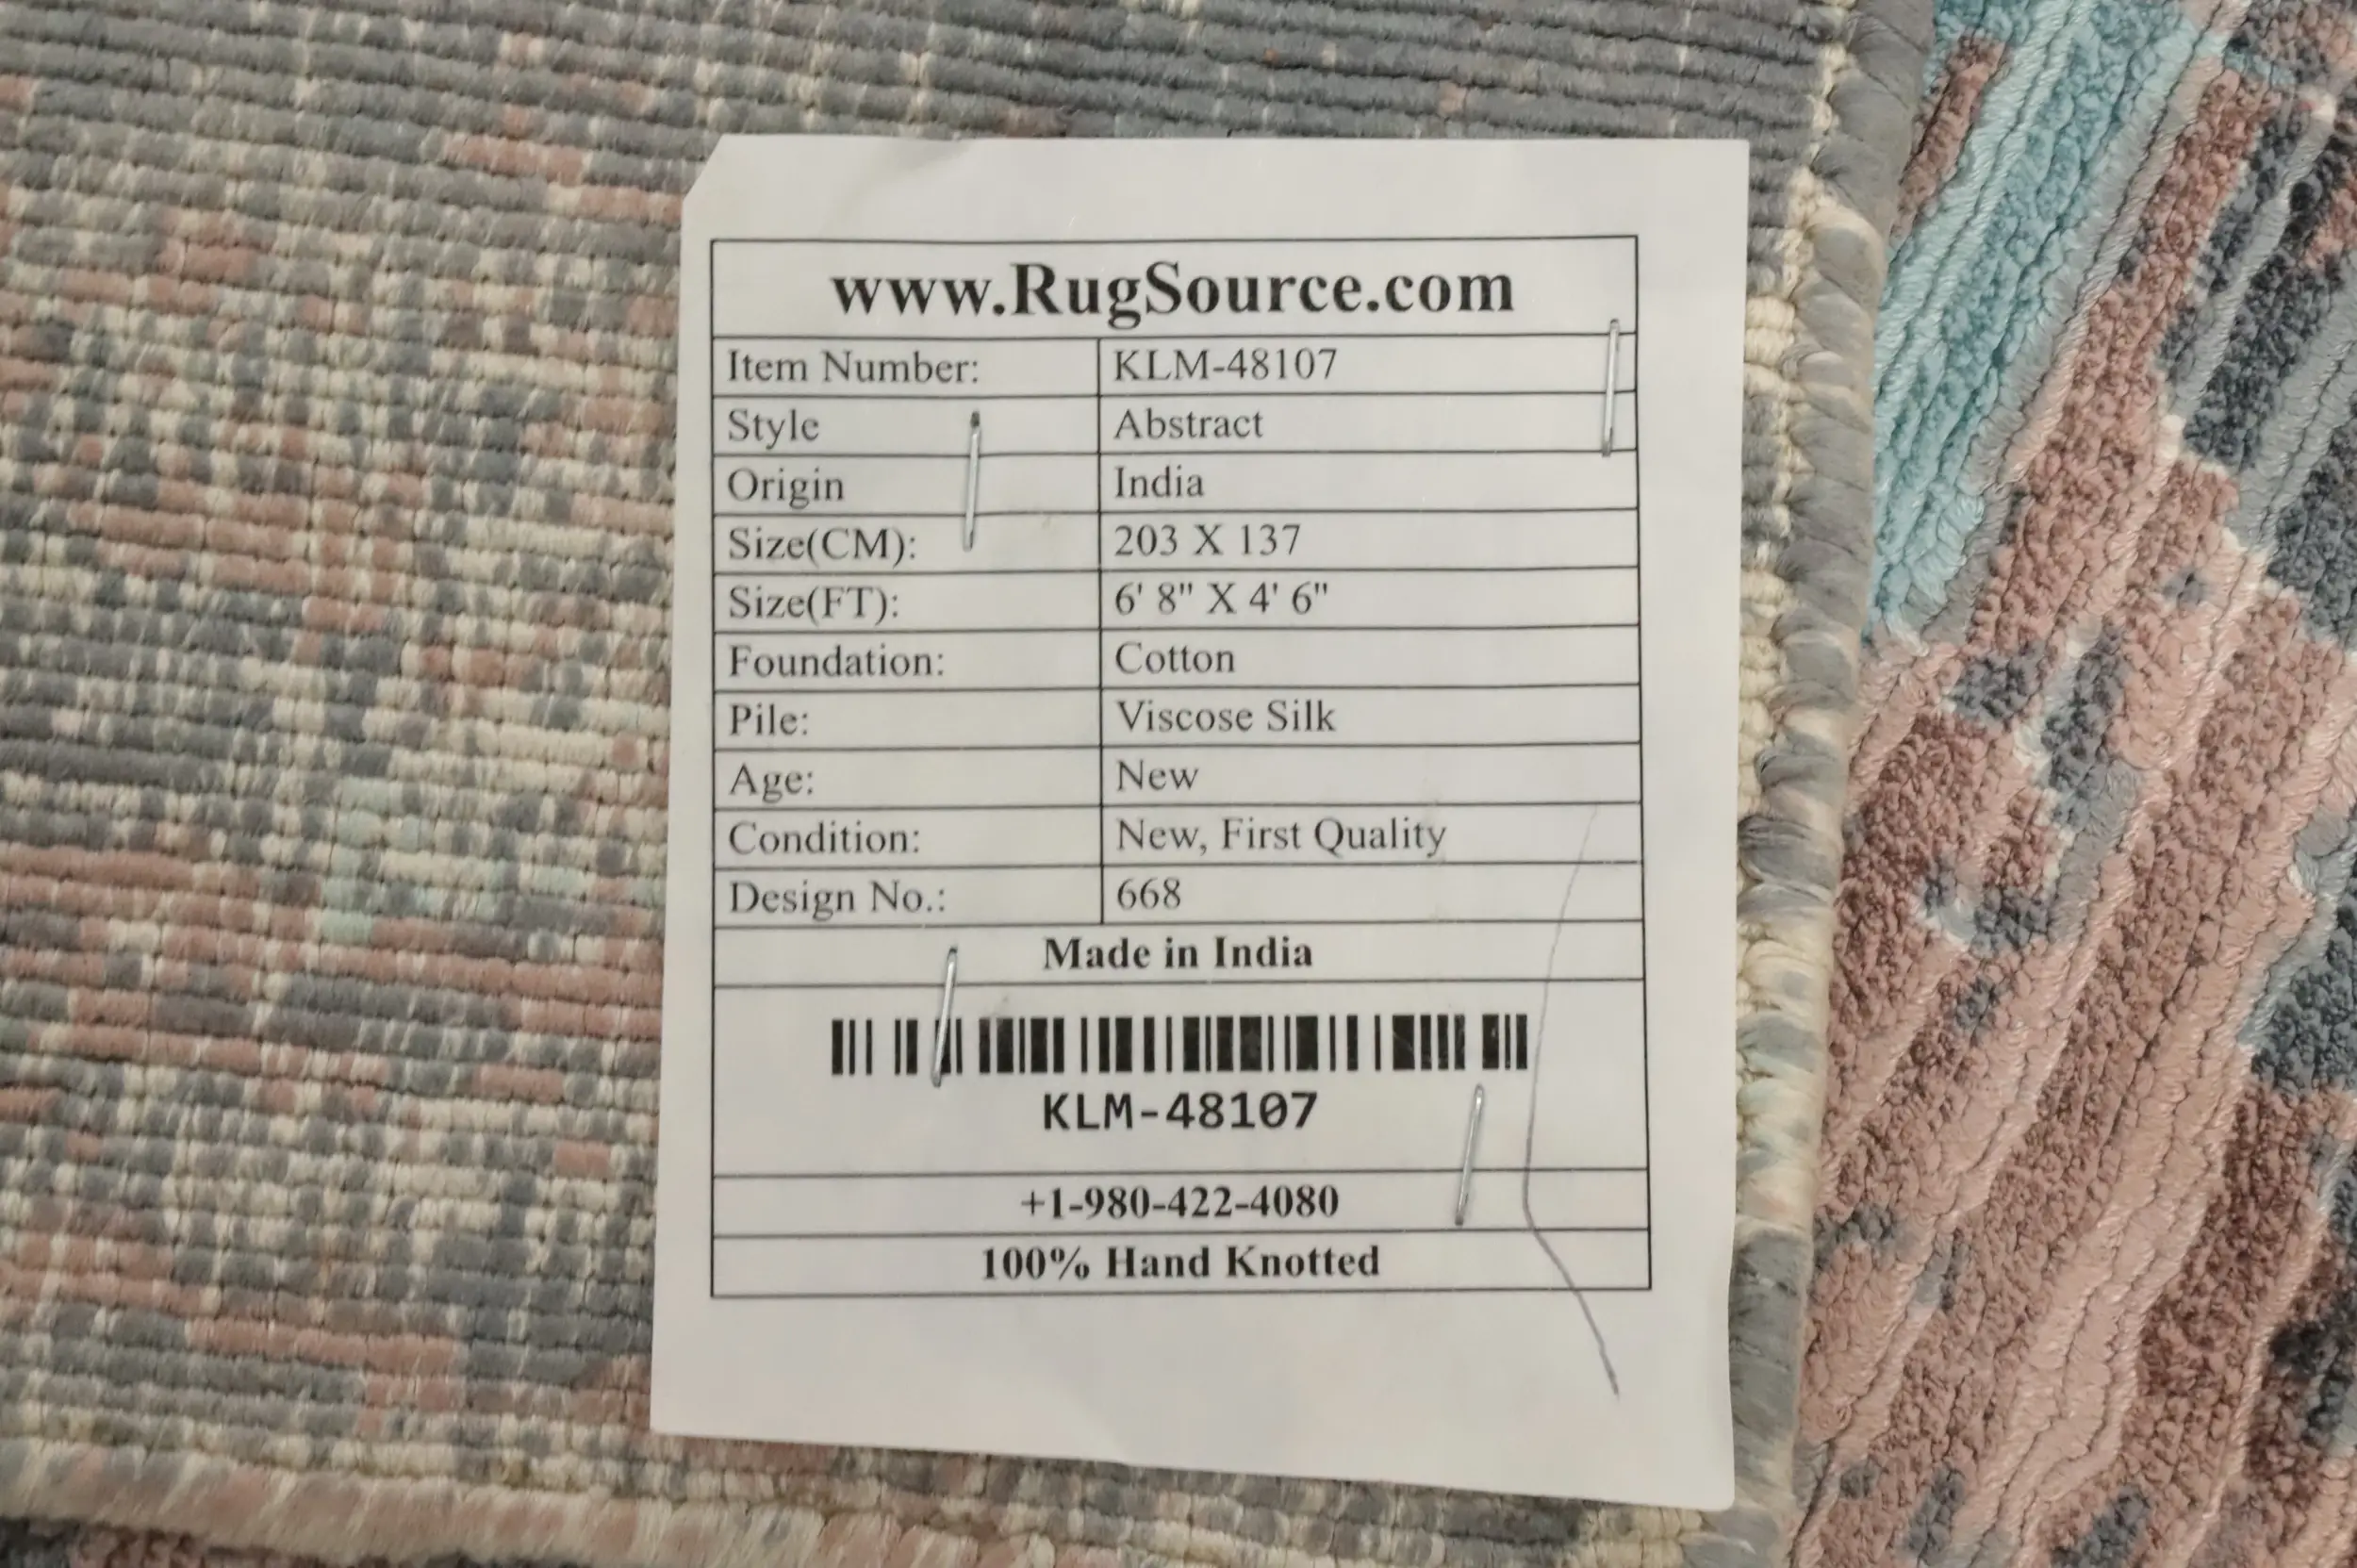 www.RugSource.com
Item Number: KLM-48107
Style Abstract
Origin India
Size(CM): 203 X 137
Size(FT): 6' 8" X 4' 6"
Foundation: Cotton
Pile: Viscose Silk
Age: New
Condition: New, First Quality
Design No.: 668
Made in India
KLM-48107
+1-980-422-4080
100% Hand Knotted